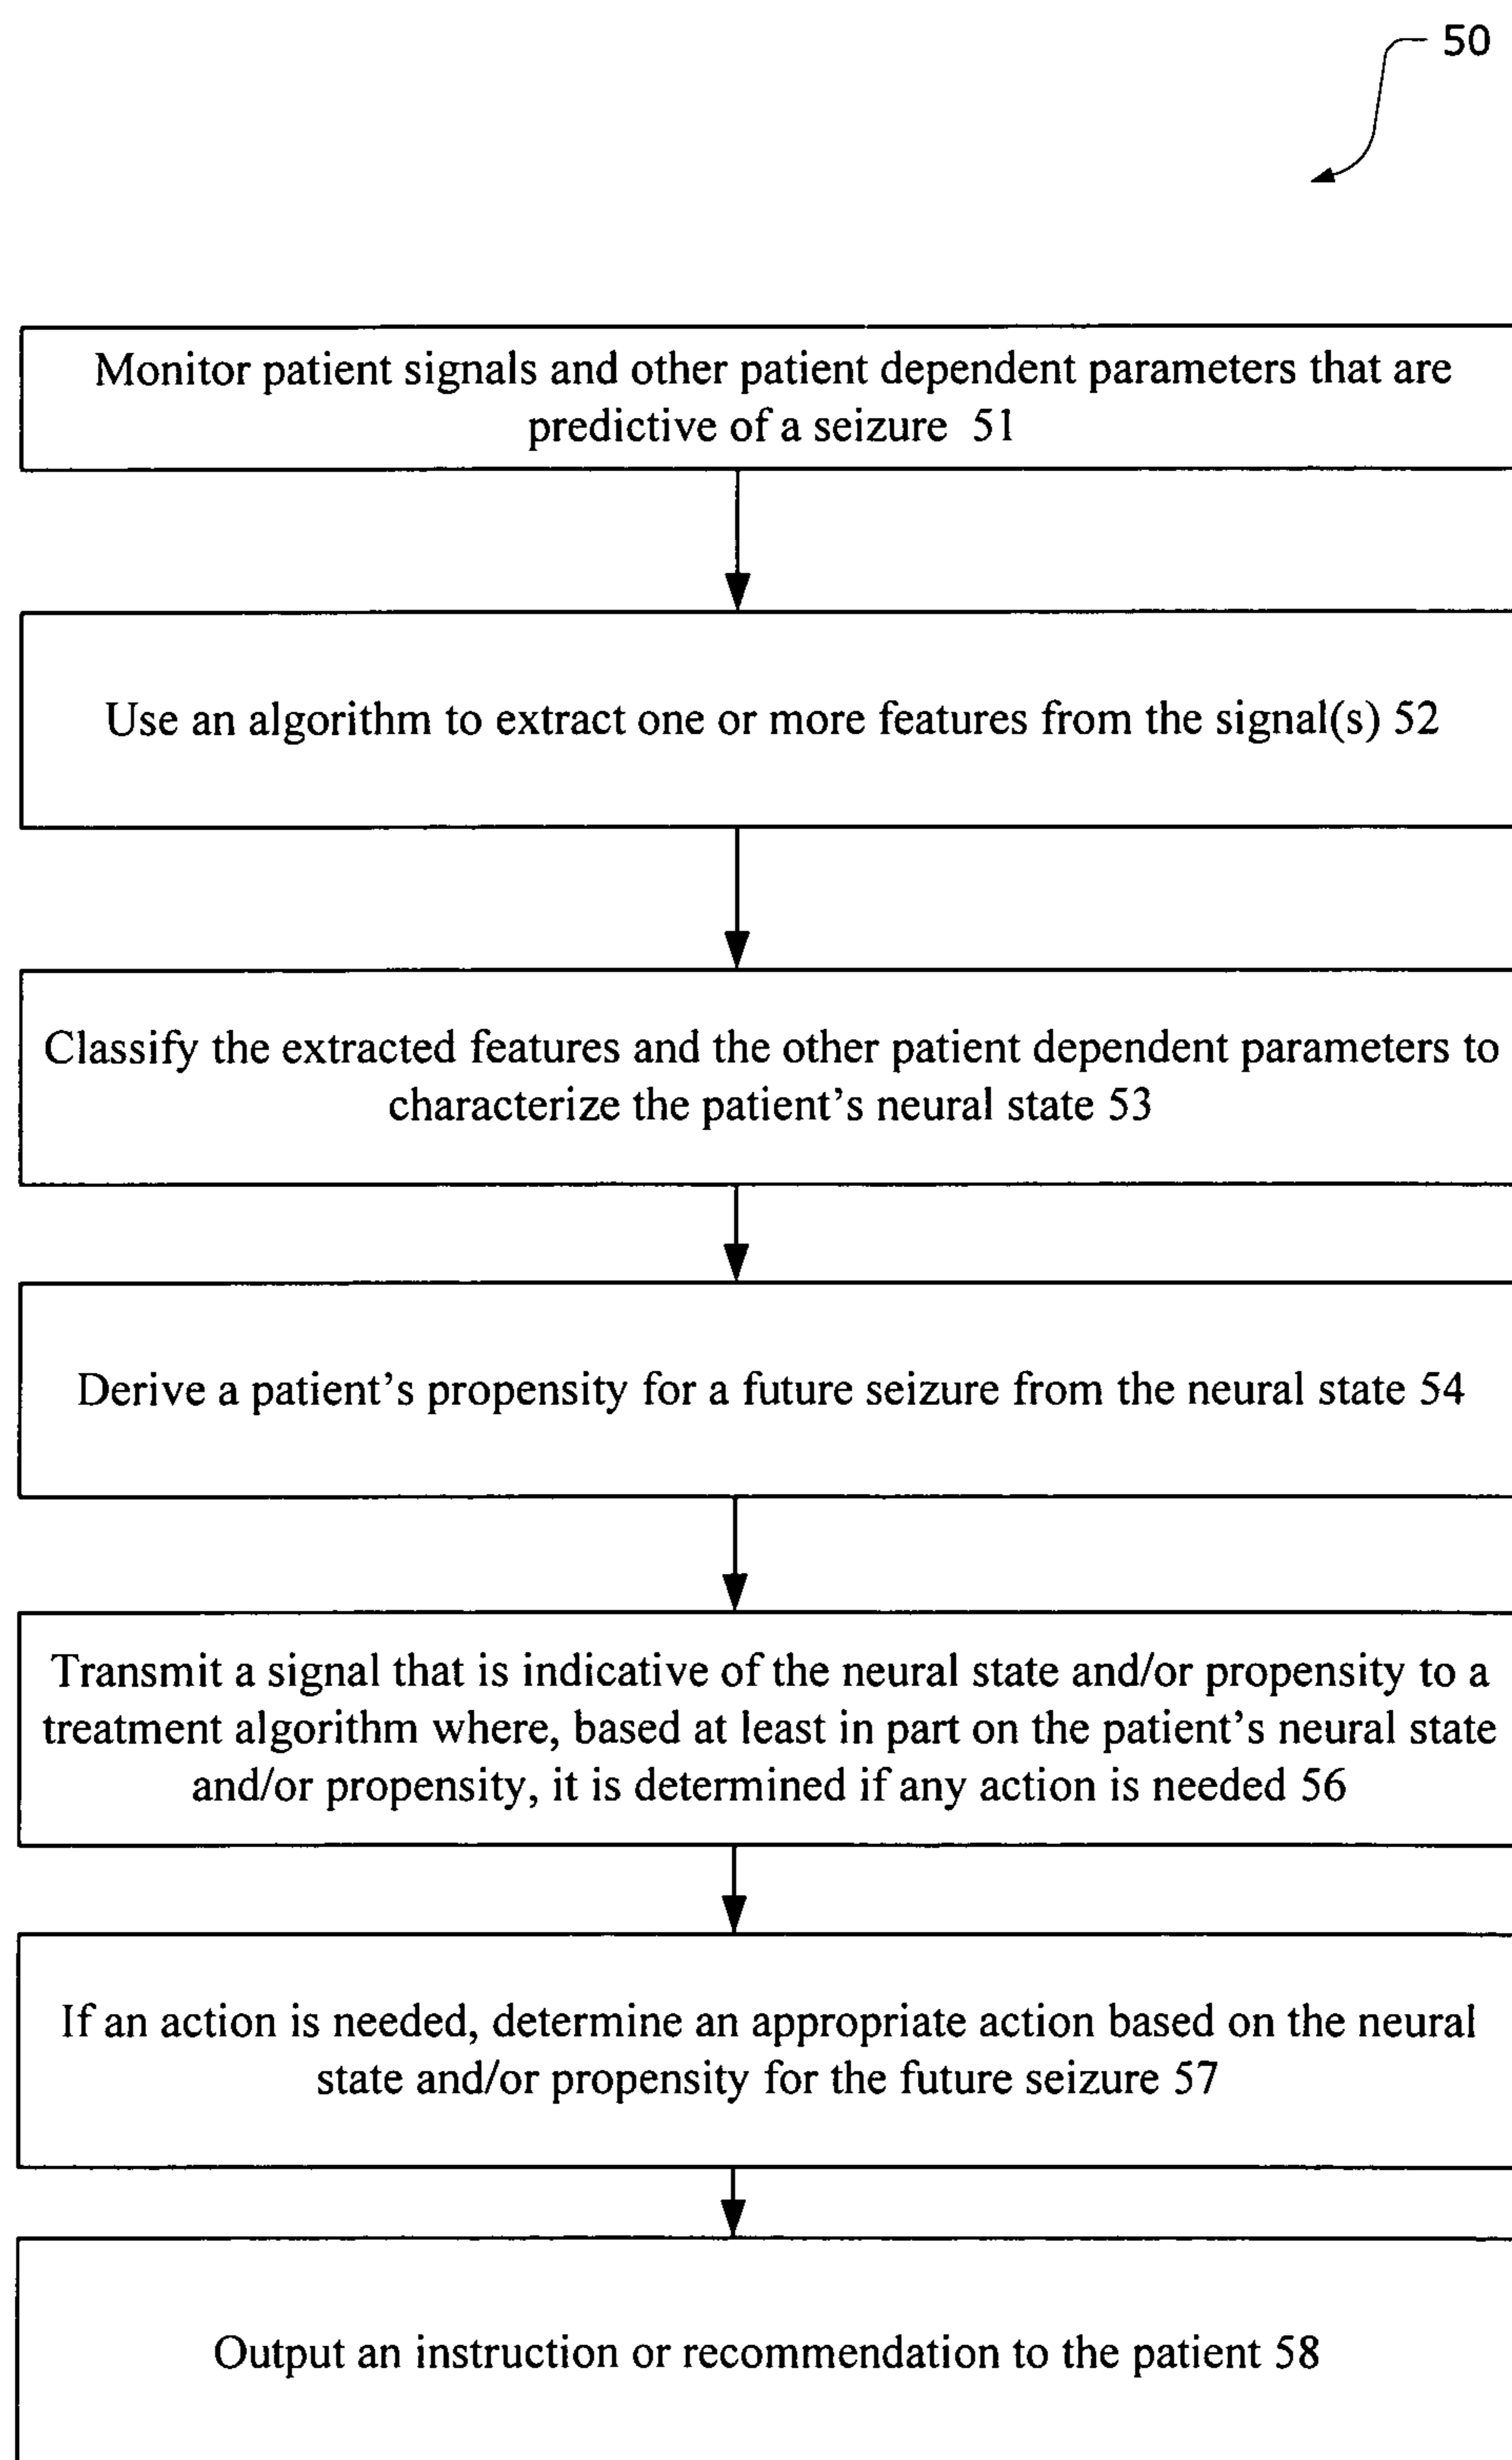 50
Monitor patient signals and other patient dependent parameters that are
predictive of a seizure 51
Use an algorithm to extract one or more features from the signal(s) 52
Classify the extracted features and the other patient dependent parameters to
characterize the patient's neural state 53
Derive a patient's propensity for a future seizure from the neural state 54
Transmit a signal that is indicative of the neural state and/or propensity to a
treatment algorithm where, based at least in part on the patient's neural state
and/or propensity, it is determined if any action is needed 56
If an action is needed, determine an appropriate action based on the neural
state and/or propensity for the future seizure 57
Output an instruction or recommendation to the patient 58